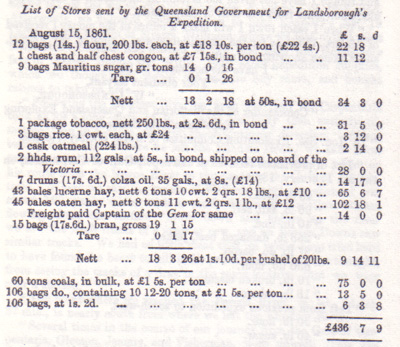 List of Stores sent by the Queensland Government for Landsborough's
Expedition.
August 15, 1861. £ s. d
12 bags (14s.) flour, 200 lbs. each, at £18 10s. per ton (£22 4s.) 22 18
1 chest and half chest congou, at £7 15s., in bond ... .. 11 12
9 bags Mauritius sugar, gr. tons 14 0 16
Tare ... 0 1 26
Nett ... 13 2 18 at 50s., in bond 34 3 0
1 package tobacco, nett 250 lbs., at 2s. 6d., in bond ... ... 31 5 0
3 bags rice. 1 cwt. each, at £24 .. .. ... ... ... 3 12 0
1 cask oatmeal (2 14s.) ... ... ... ... ... ... 2 14 0
2 hhds. rum, 112 gals., at 5s., in bond, shipped on board of the
Victoria ... ... ... ... ... ... ... ... 28 0 0
7 drums (17s. 6d.) colza oil. 35 gals., at 8s. (£14) ... ... 14 17 6
43 bales lucerne hay, nett 6 tons 10 cwt. 2 qrs. 18 lbs., at £10 ... 65 6 7
45 bales oaten hay, nett 8 tons 11 cwt. 2 qrs. 1 lb., at £12 ... 102 18 1
Freight paid Captain of the Gem for same ... ... 14 0 0
15 bags (17s.6d.) bran, gross 19 1 15
Tare ... 0 1 17
Nett ... 18 3 26 at 1s. 10d. per bushel of 20lbs. 9 14 11
60 tons coals, in bulk, at £1 5s. per ton ... ... ... 75 0 0
106 bags do., containing 10 12-20 tons, at £1 5s. per ton... ... 13 5 0
106 bags, at 1s. 2d. ... ... ... ... ... ... 6 3 8
£436 7 9